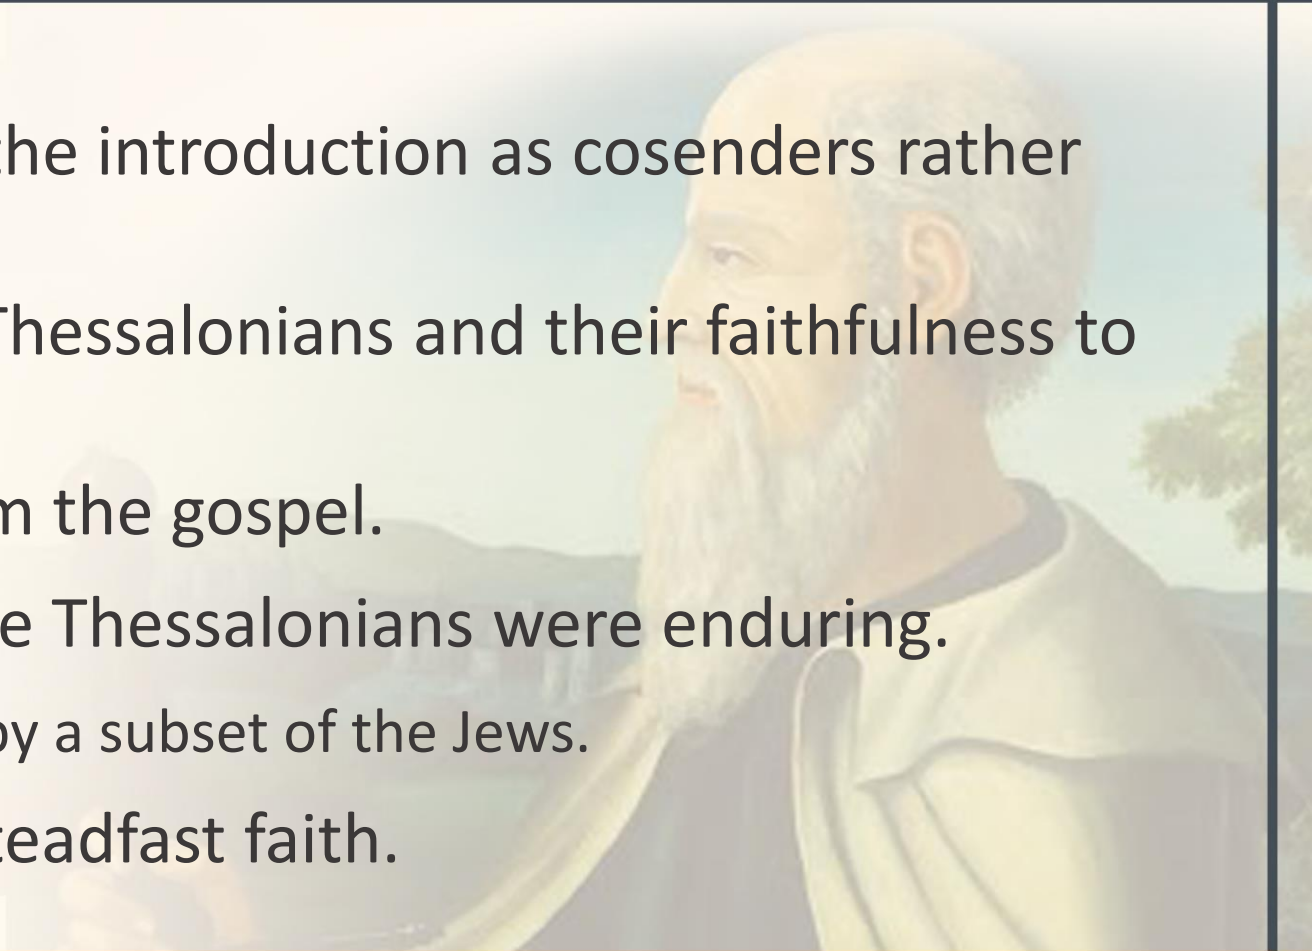 the introduction as cosenders rather
Thessalonians and their faithfulness to
m the gospel.
e Thessalonians were enduring.
by a subset of the Jews.
teadfast faith.